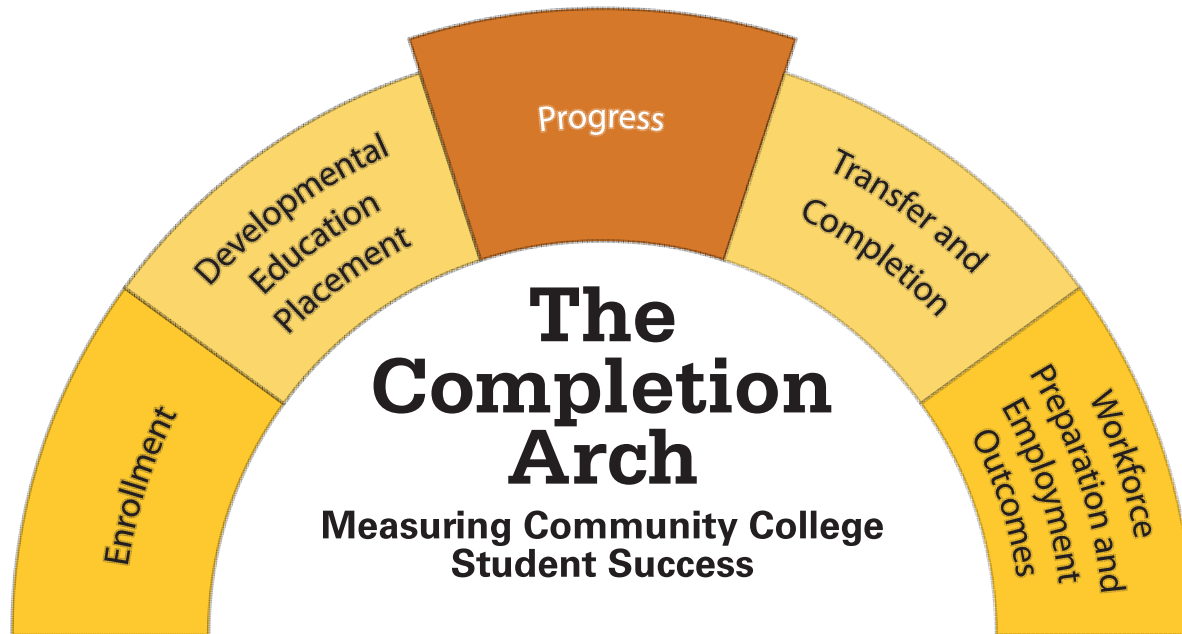 Progress
Developmental
Education
Placement
Transfer and
Completion
Enrollment
Workforce
Preparation and
Employment
Outcomes
The
Completion
Arch
Measuring Community College
Student Success